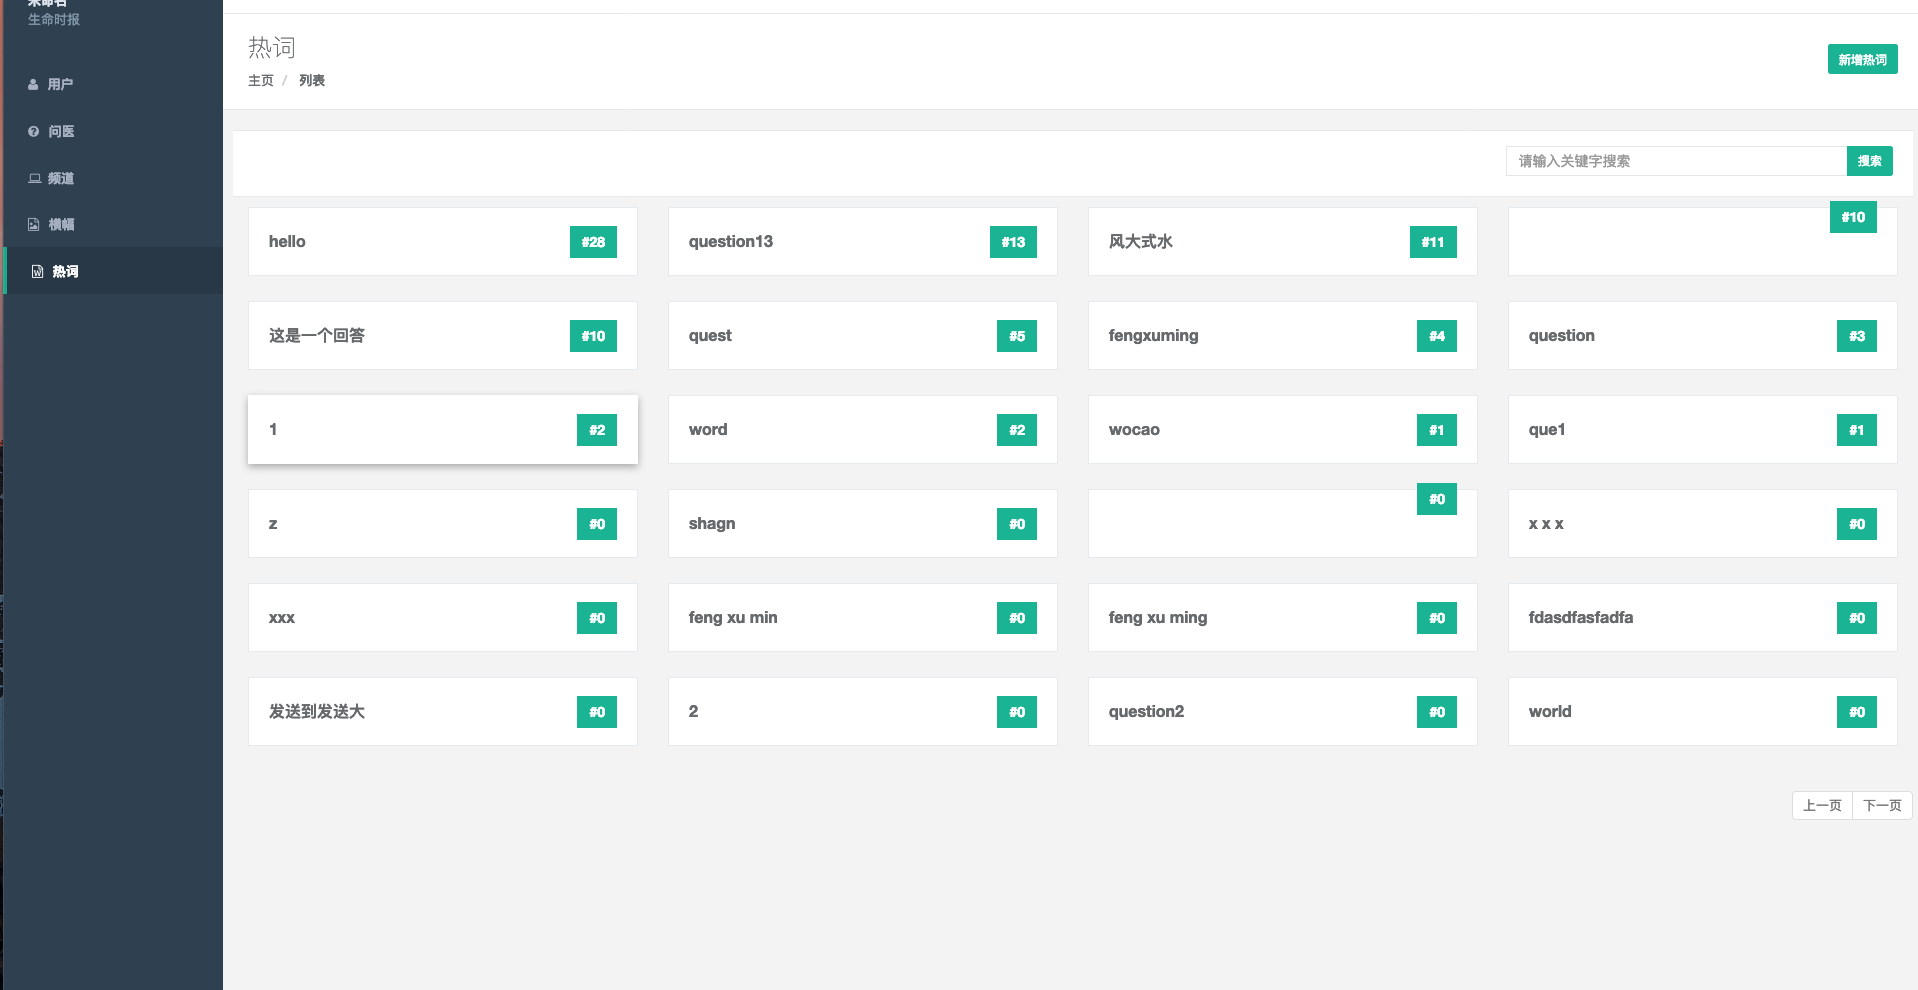 生命时报
用户
问医
频道
横幅
热词
热词
主页 / 列表
新增热词
请输入关键字搜索
搜索
hello #28
question13 #13
风大式水 #11
#10
这是一个回答 #10
quest #5
fengxuming #4
question #3
1 #2
word #2
wocao #1
que1 #1
z #0
shagn #0
#0
x x x #0
xxx #0
feng xu min #0
feng xu ming #0
fdasdfasfadfa #0
发送到发送大 #0
2 #0
question2 #0
world #0
上一页 下一页